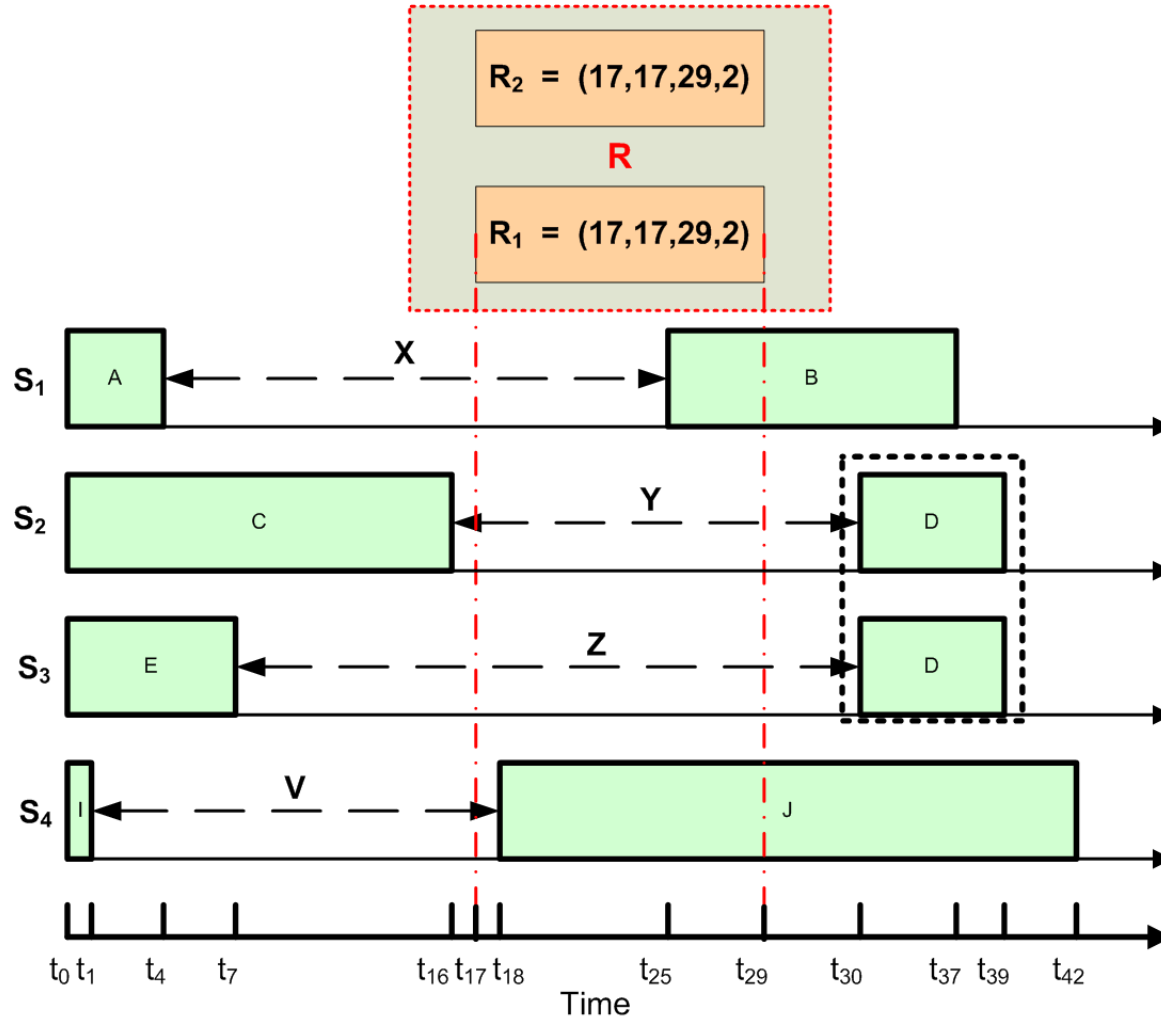 R₂ = (17,17,29,2)
R
R₁ = (17,17,29,2)
S₁ A X B
S₂ C Y D
S₃ E Z D
S₄ I V J
t₀ t₁ t₄ t₇ t₁₆ t₁₇ t₁₈ t₂₅ t₂₉ t₃₀ t₃₇ t₃₉ t₄₂
Time